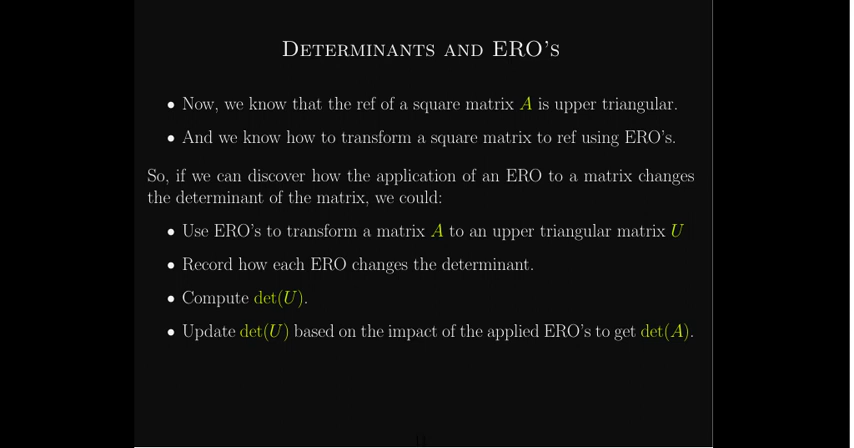 Determinants and ERO's
• Now, we know that the ref of a square matrix A is upper triangular.
• And we know how to transform a square matrix to ref using ERO's.
So, if we can discover how the application of an ERO to a matrix changes
the determinant of the matrix, we could:
• Use ERO's to transform a matrix A to an upper triangular matrix U
• Record how each ERO changes the determinant.
• Compute det(U).
• Update det(U) based on the impact of the applied ERO's to get det(A).